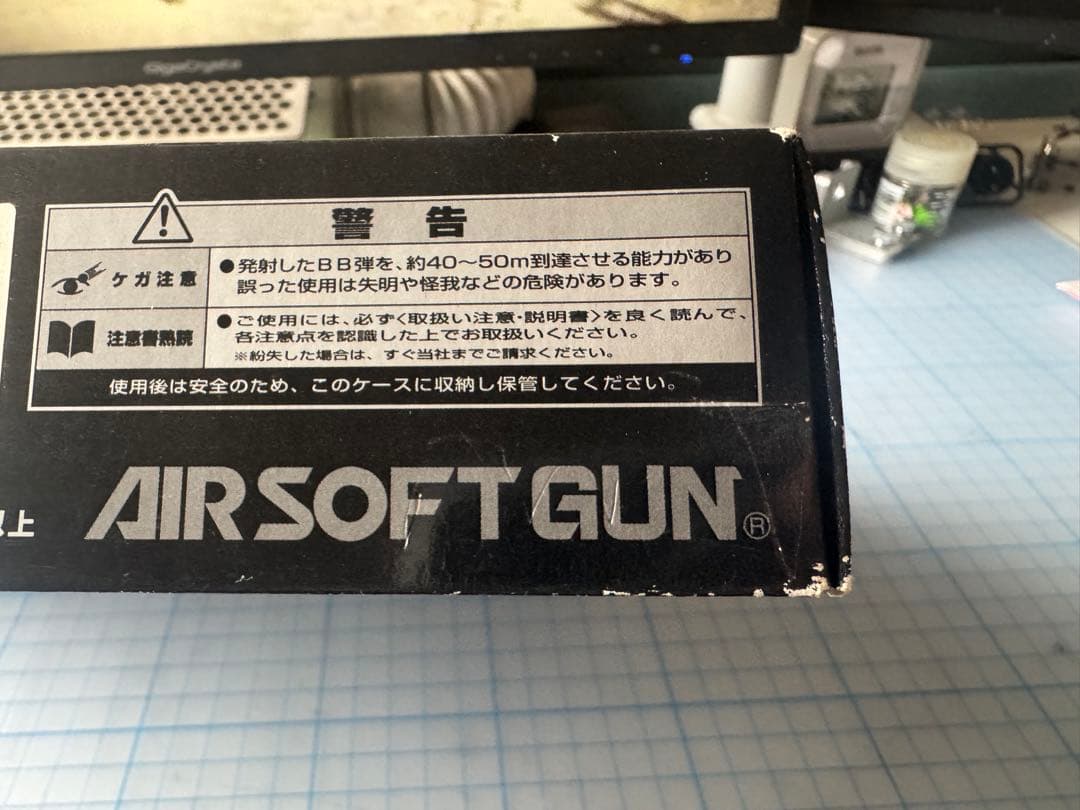 GigaCrysta
警告
ケガ注意
●発射したBB弾を、約40〜50m到達させる能力があり
誤った使用は失明や怪我などの危険があります。
注意書熟読
●ご使用には、必ず〈取扱い注意・説明書〉を良く読んで、
各注意点を認識した上でお取扱いください。
※紛失した場合は、すぐ当社までご請求ください。
使用後は安全のため、このケースに収納し保管してください。
以上
AIRSOFTGUN®